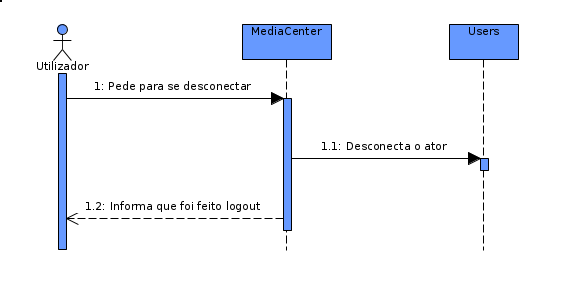 MediaCenter
Users
Utilizador
1: Pede para se desconectar
1.1: Desconecta o ator
1.2: Informa que foi feito logout